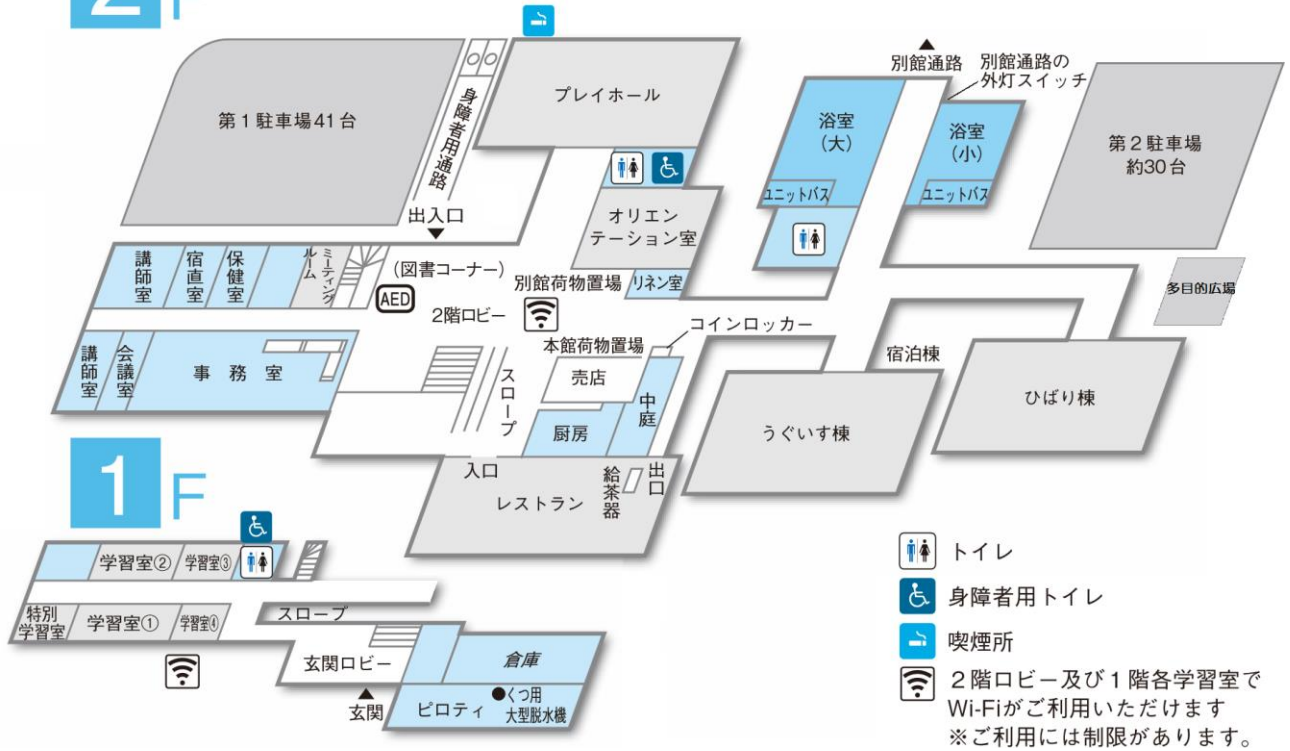 2F
プレイホール
別館通路
別館通路の
外灯スイッチ
第1駐車場41台
身障者用通路
浴室
(大)
浴室
(小)
第2駐車場
約30台
ユニットバス
ユニットバス
出入口
オリエン
テーション室
講師室
宿直室
保健室
ミーティング
ルーム
(図書コーナー)
AED
別館荷物置場
リネン室
多目的広場
2階ロビー
コインロッカー
本館荷物置場
宿泊棟
講師室
会議室
事務室
スロープ
売店
中庭
厨房
うぐいす棟
ひばり棟
入口
給茶器
出口
レストラン
1F
学習室②
学習室③
特別
学習室
学習室①
学習室④
スロープ
玄関ロビー
倉庫
玄関
ピロティ
●くつ用
大型脱水機
トイレ
身障者用トイレ
喫煙所
2階ロビー及び1階各学習室で
Wi-Fiがご利用いただけます
※ご利用には制限があります。